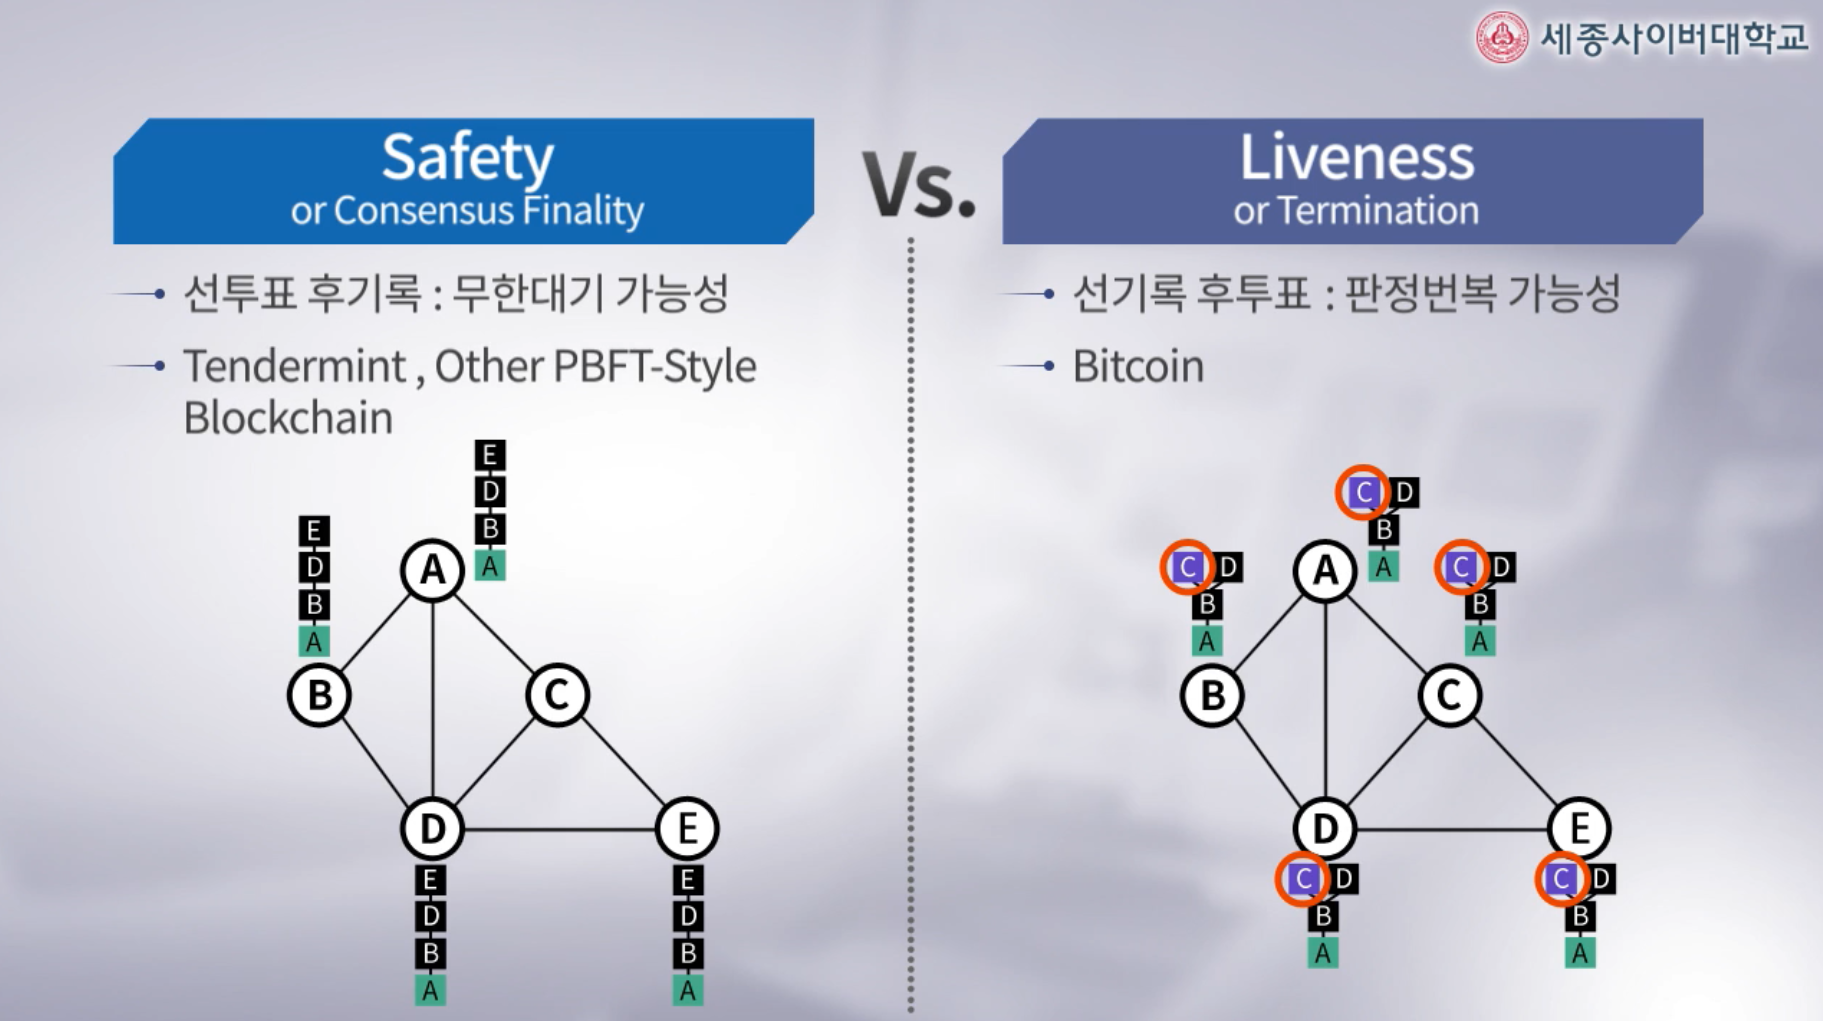 세종사이버대학교
Safety
or Consensus Finality
Vs.
Liveness
or Termination
선투표 후기록 : 무한대기 가능성
Tendermint , Other PBFT-Style
Blockchain
선기록 후투표 : 판정번복 가능성
Bitcoin
E
D
B
A
E
D
B
A
A
B
C
D
E
E
D
B
A
E
D
B
A
C D
B
A
C D
B
A
C D
B
A
A
B
C
D
E
C D
B
A
C D
B
A